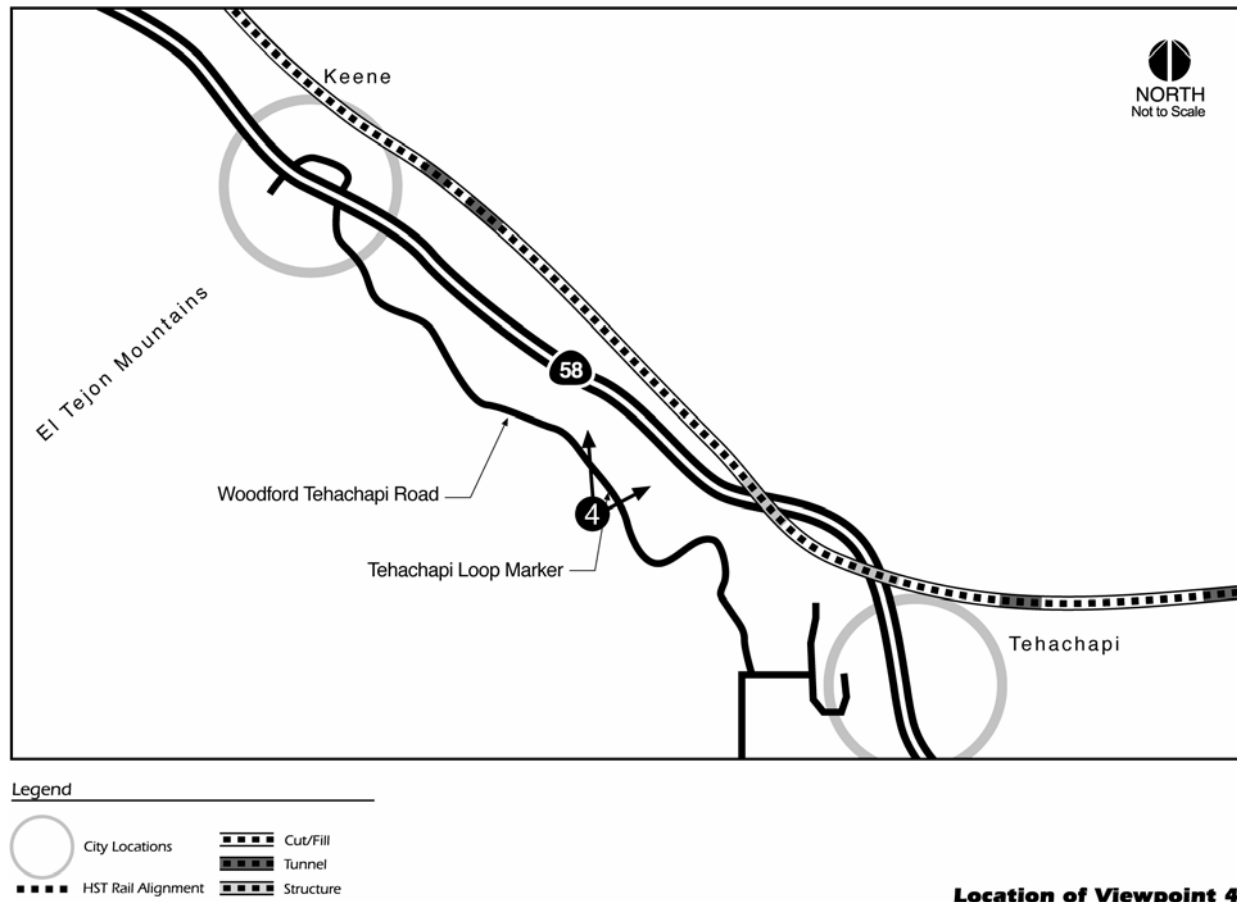 Keene
NORTH
Not to Scale
El Tejon Mountains
58
Woodford Tehachapi Road
4
Tehachapi Loop Marker
Tehachapi
Legend
City Locations
HST Rail Alignment
Cut/Fill
Tunnel
Structure
Location of Viewpoint 4